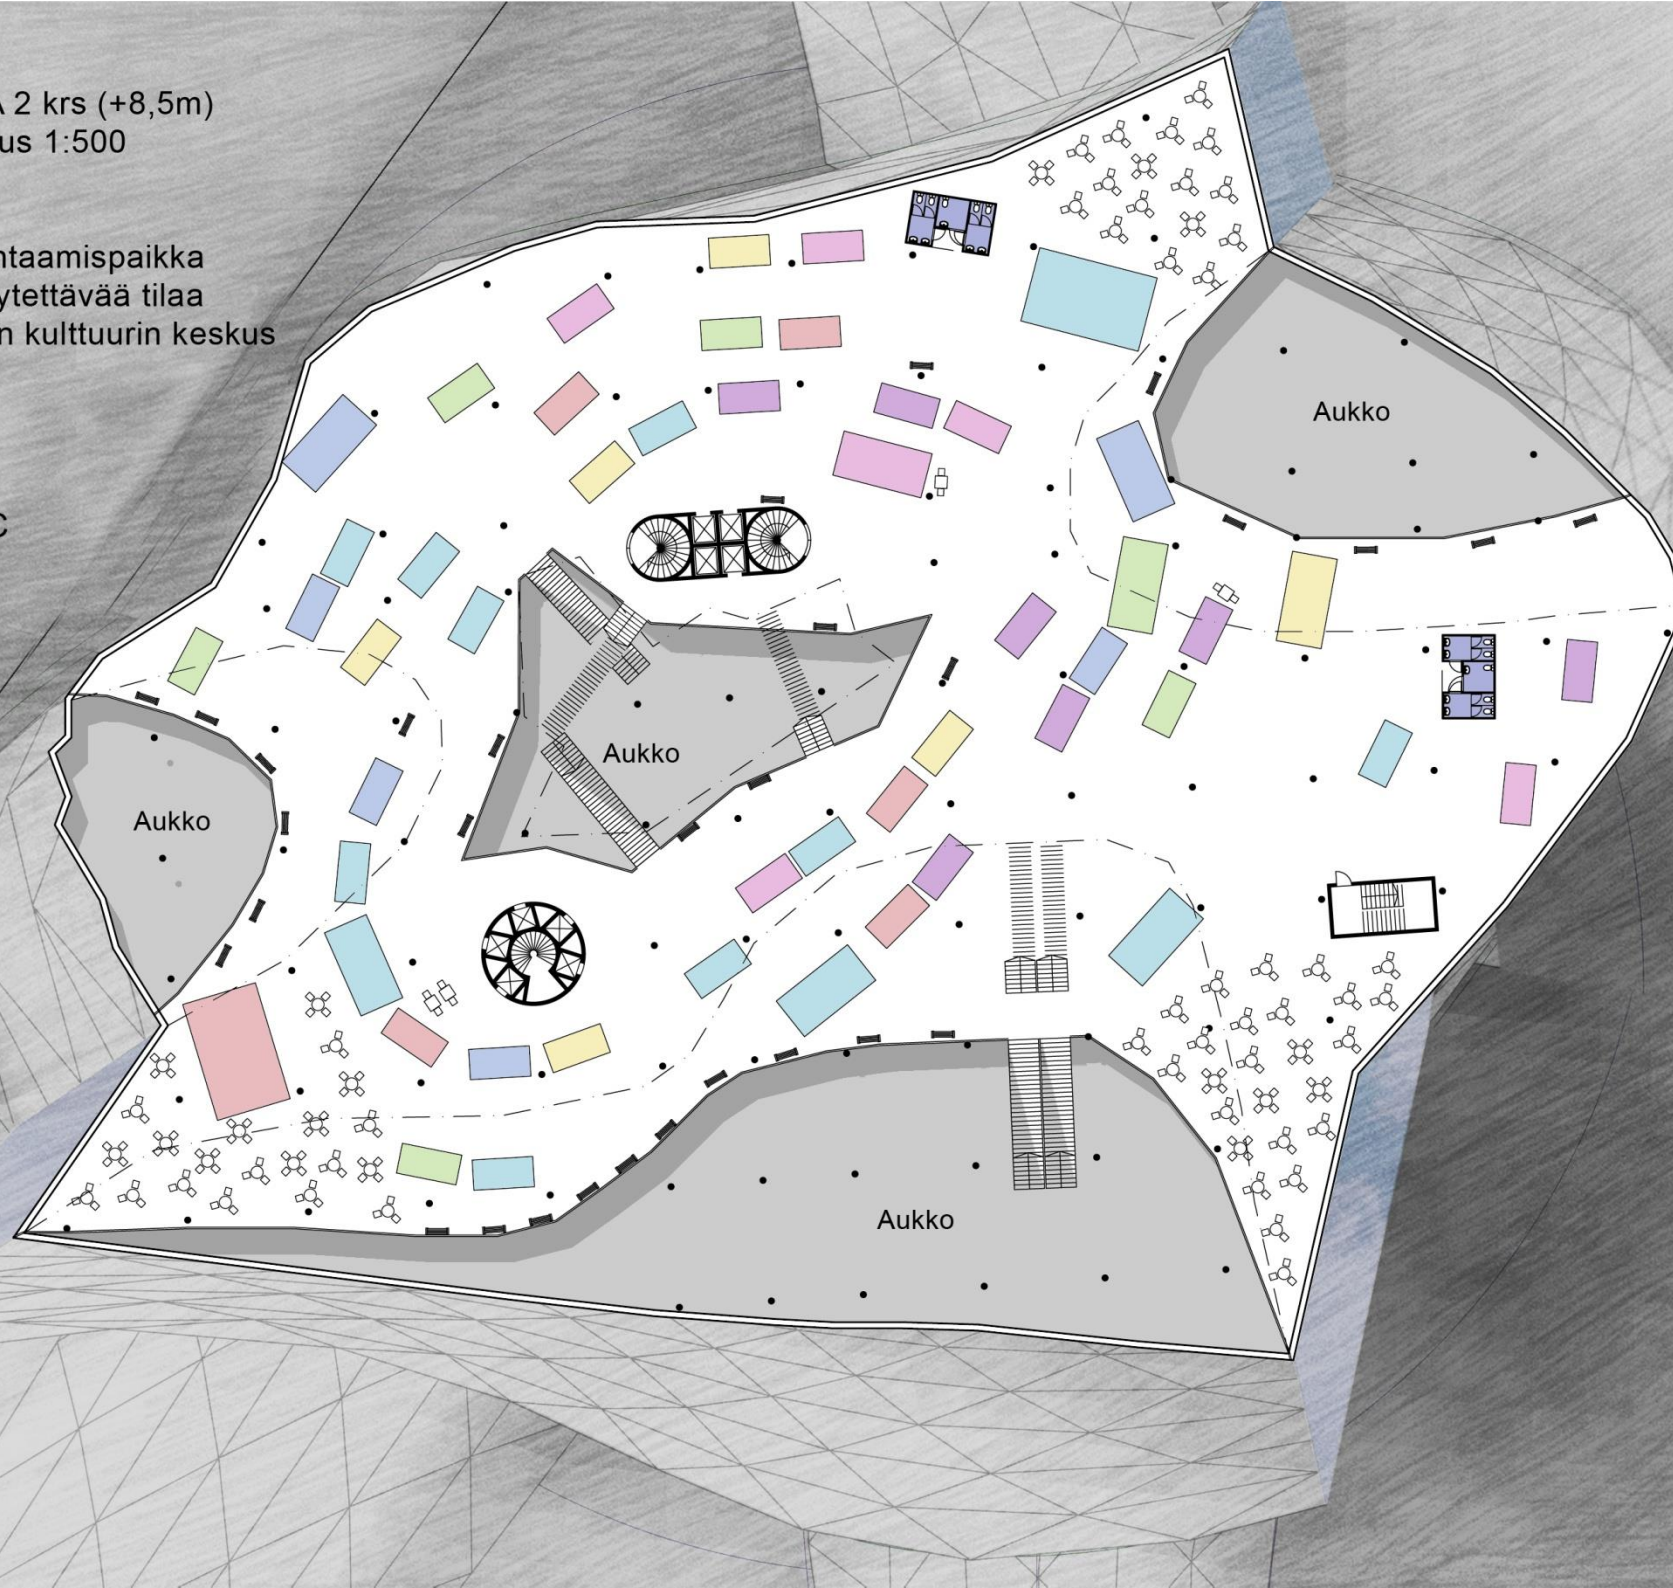 A 2 krs (+8,5m)
us 1:500
ntaamispaikka
ytettävää tilaa
n kulttuurin keskus
C
Aukko
Aukko
Aukko
Aukko